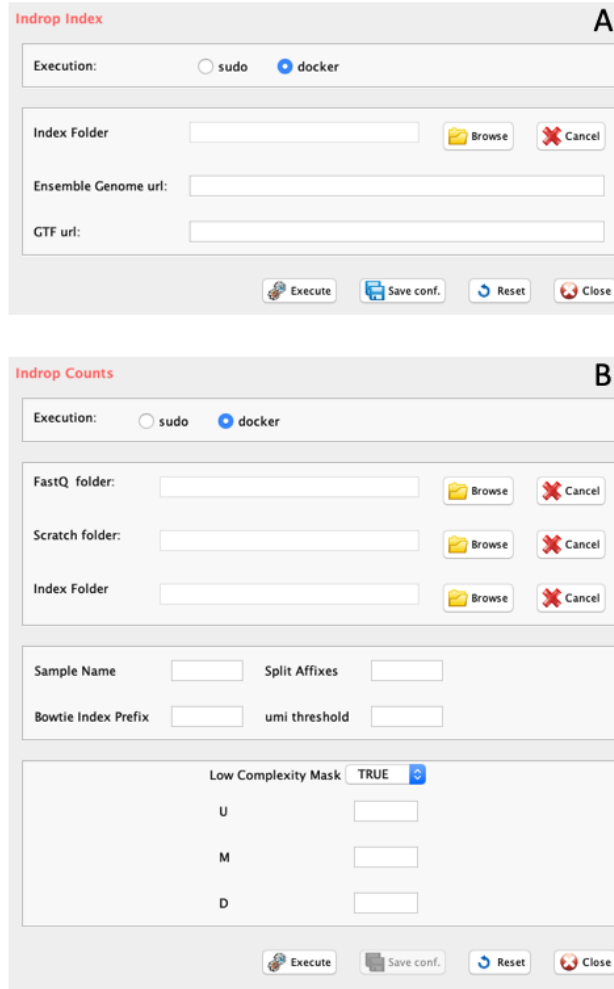 Indrop Index A
Execution: sudo docker
Index Folder Browse Cancel
Ensemble Genome url:
GTF url:
Execute Save conf. Reset Close
Indrop Counts B
Execution: sudo docker
FastQ folder: Browse Cancel
Scratch folder: Browse Cancel
Index Folder Browse Cancel
Sample Name Split Affixes
Bowtie Index Prefix umi threshold
Low Complexity Mask TRUE
U
M
D
Execute Save conf. Reset Close